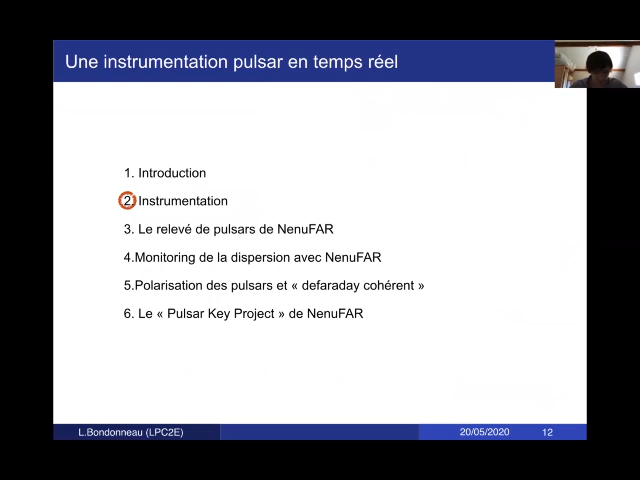 Une instrumentation pulsar en temps réel
1. Introduction
2. Instrumentation
3. Le relevé de pulsars de NenuFAR
4.Monitoring de la dispersion avec NenuFAR
5.Polarisation des pulsars et « defaraday cohérent »
6. Le « Pulsar Key Project » de NenuFAR
L.Bondonneau (LPC2E) 20/05/2020 12